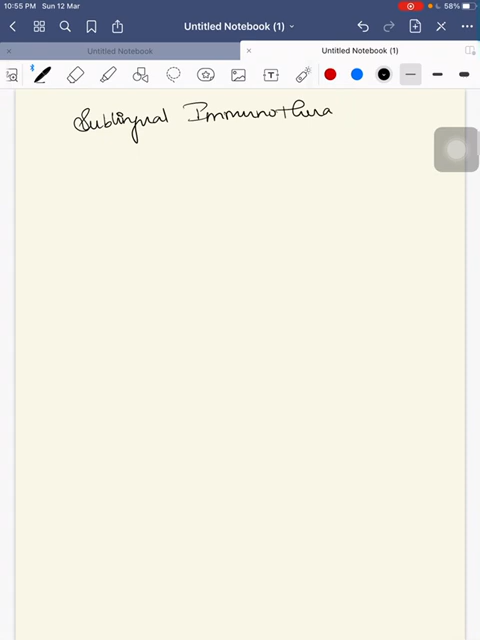 10:55 PM Sun 12 Mar 58%
Untitled Notebook (1)
Untitled Notebook Untitled Notebook (1)
T
Sublingual Immunothera